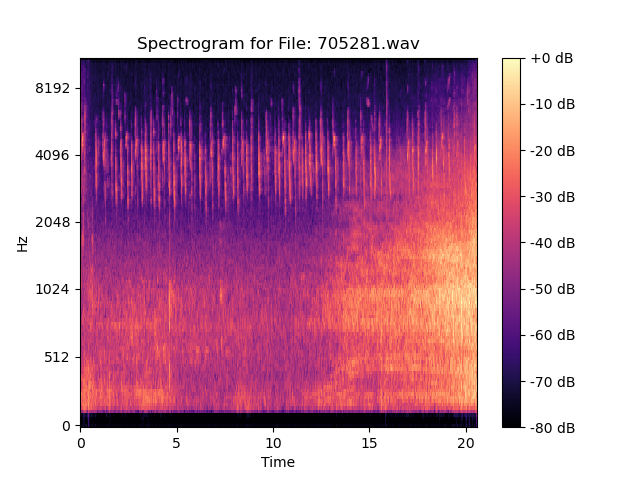 Spectrogram for File: 705281.wav
8192
4096
2048
1024
512
0
Hz
0
5
10
15
20
Time
+0 dB
-10 dB
-20 dB
-30 dB
-40 dB
-50 dB
-60 dB
-70 dB
-80 dB